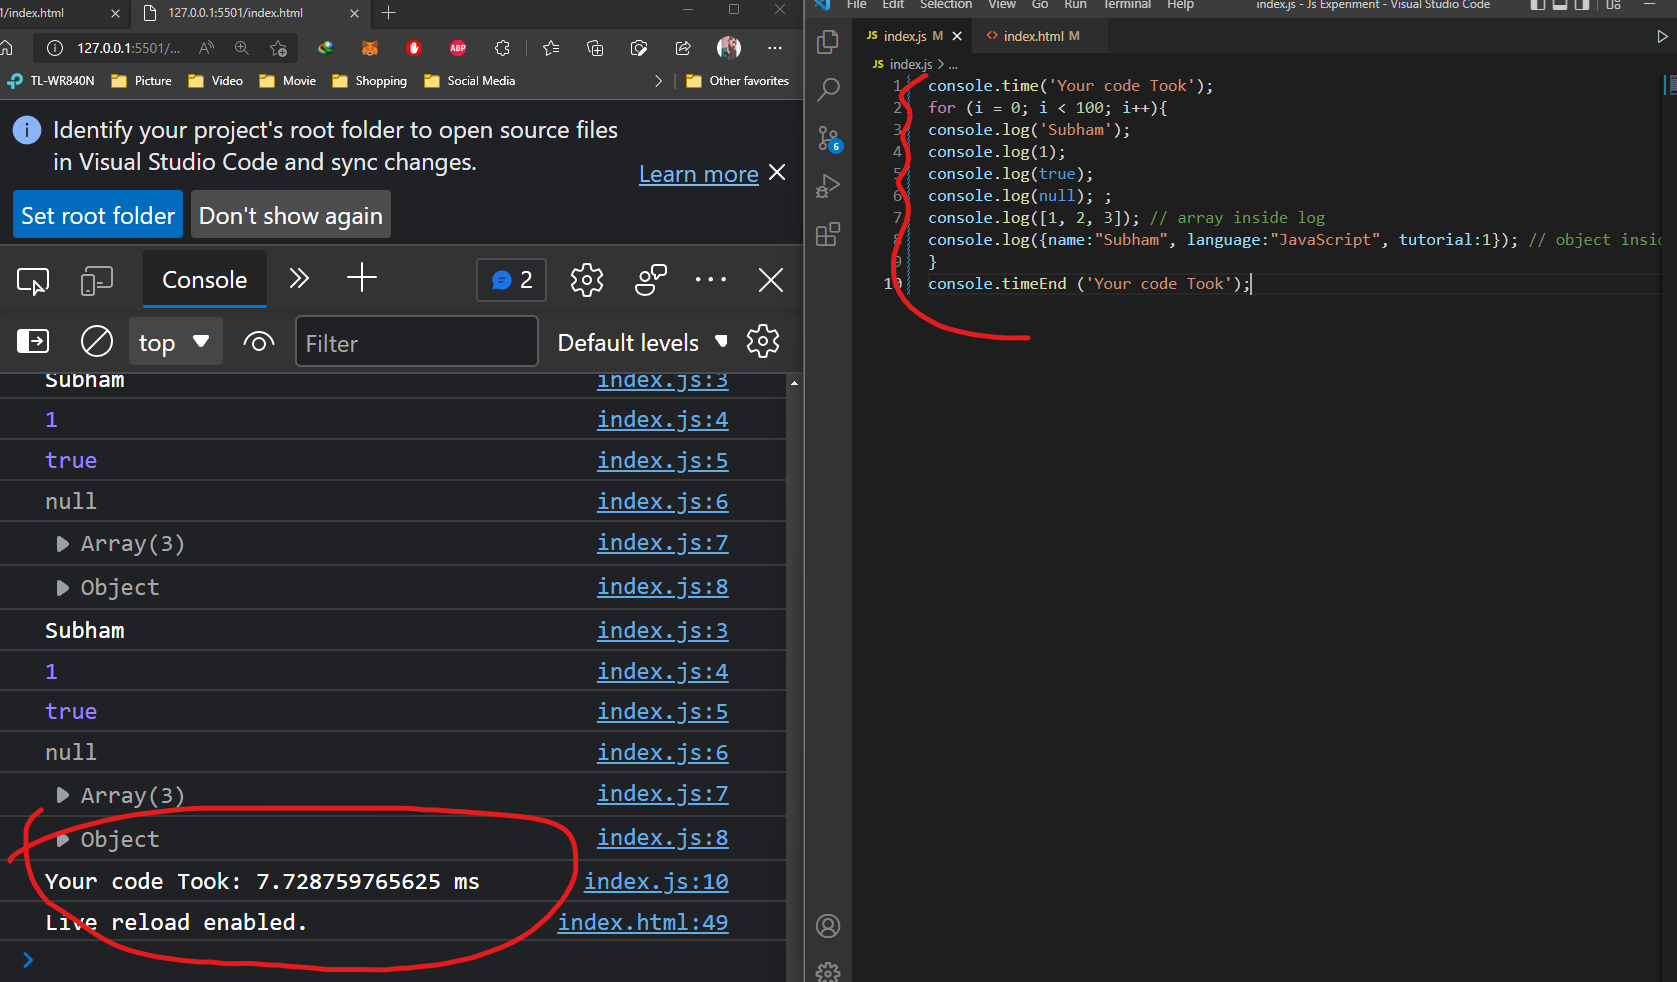 1/index.html
127.0.0.1:5501/index.html
127.0.0.1:5501/...
TL-WR840N
Picture
Video
Movie
Shopping
Social Media
Other favorites
Identify your project's root folder to open source files
in Visual Studio Code and sync changes.
Learn more
Set root folder
Don't show again
Console
2
top
Filter
Default levels
Subham index.js:3
1 index.js:4
true index.js:5
null index.js:6
Array(3) index.js:7
Object index.js:8
Subham index.js:3
1 index.js:4
true index.js:5
null index.js:6
Array(3) index.js:7
Object index.js:8
Your code Took: 7.728759765625 ms index.js:10
Live reload enabled. index.html:49
File Edit Selection View Go Run Terminal Help
index.js - Js Experiment - Visual Studio Code
JS index.js M
index.html M
JS index.js > ...
6
1 console.time('Your code Took');
2 for (i = 0; i < 100; i++){
3 console.log('Subham');
4 console.log(1);
5 console.log(true);
6 console.log(null); ;
7 console.log([1, 2, 3]); // array inside log
8 console.log({name:"Subham", language:"JavaScript", tutorial:1}); // object insid
9 }
10 console.timeEnd ('Your code Took');